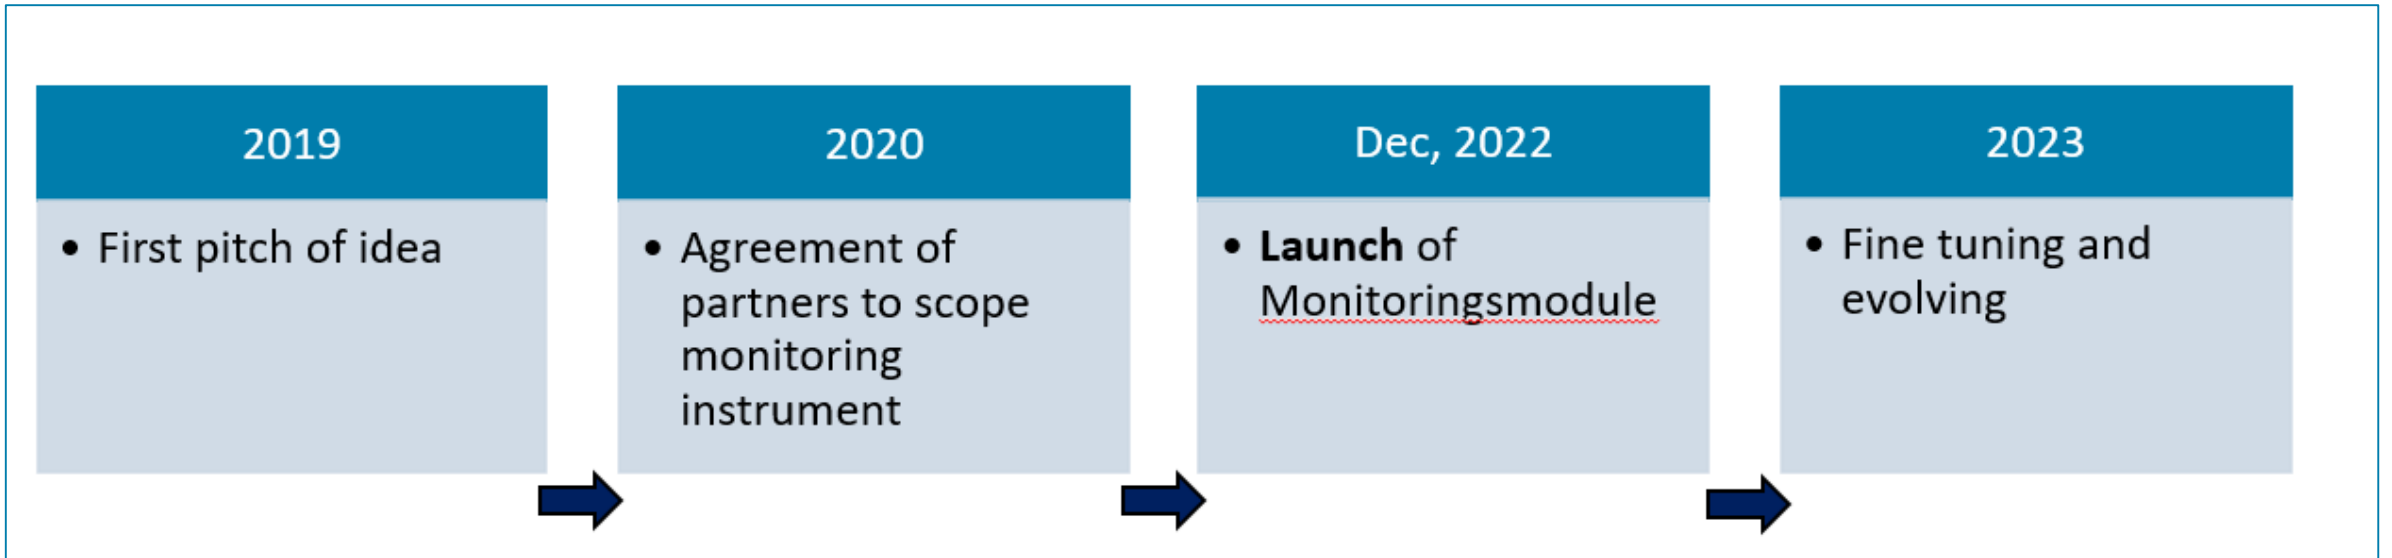 2019
• First pitch of idea
2020
• Agreement of
partners to scope
monitoring
instrument
Dec, 2022
• Launch of
Monitoringsmodule
2023
• Fine tuning and
evolving